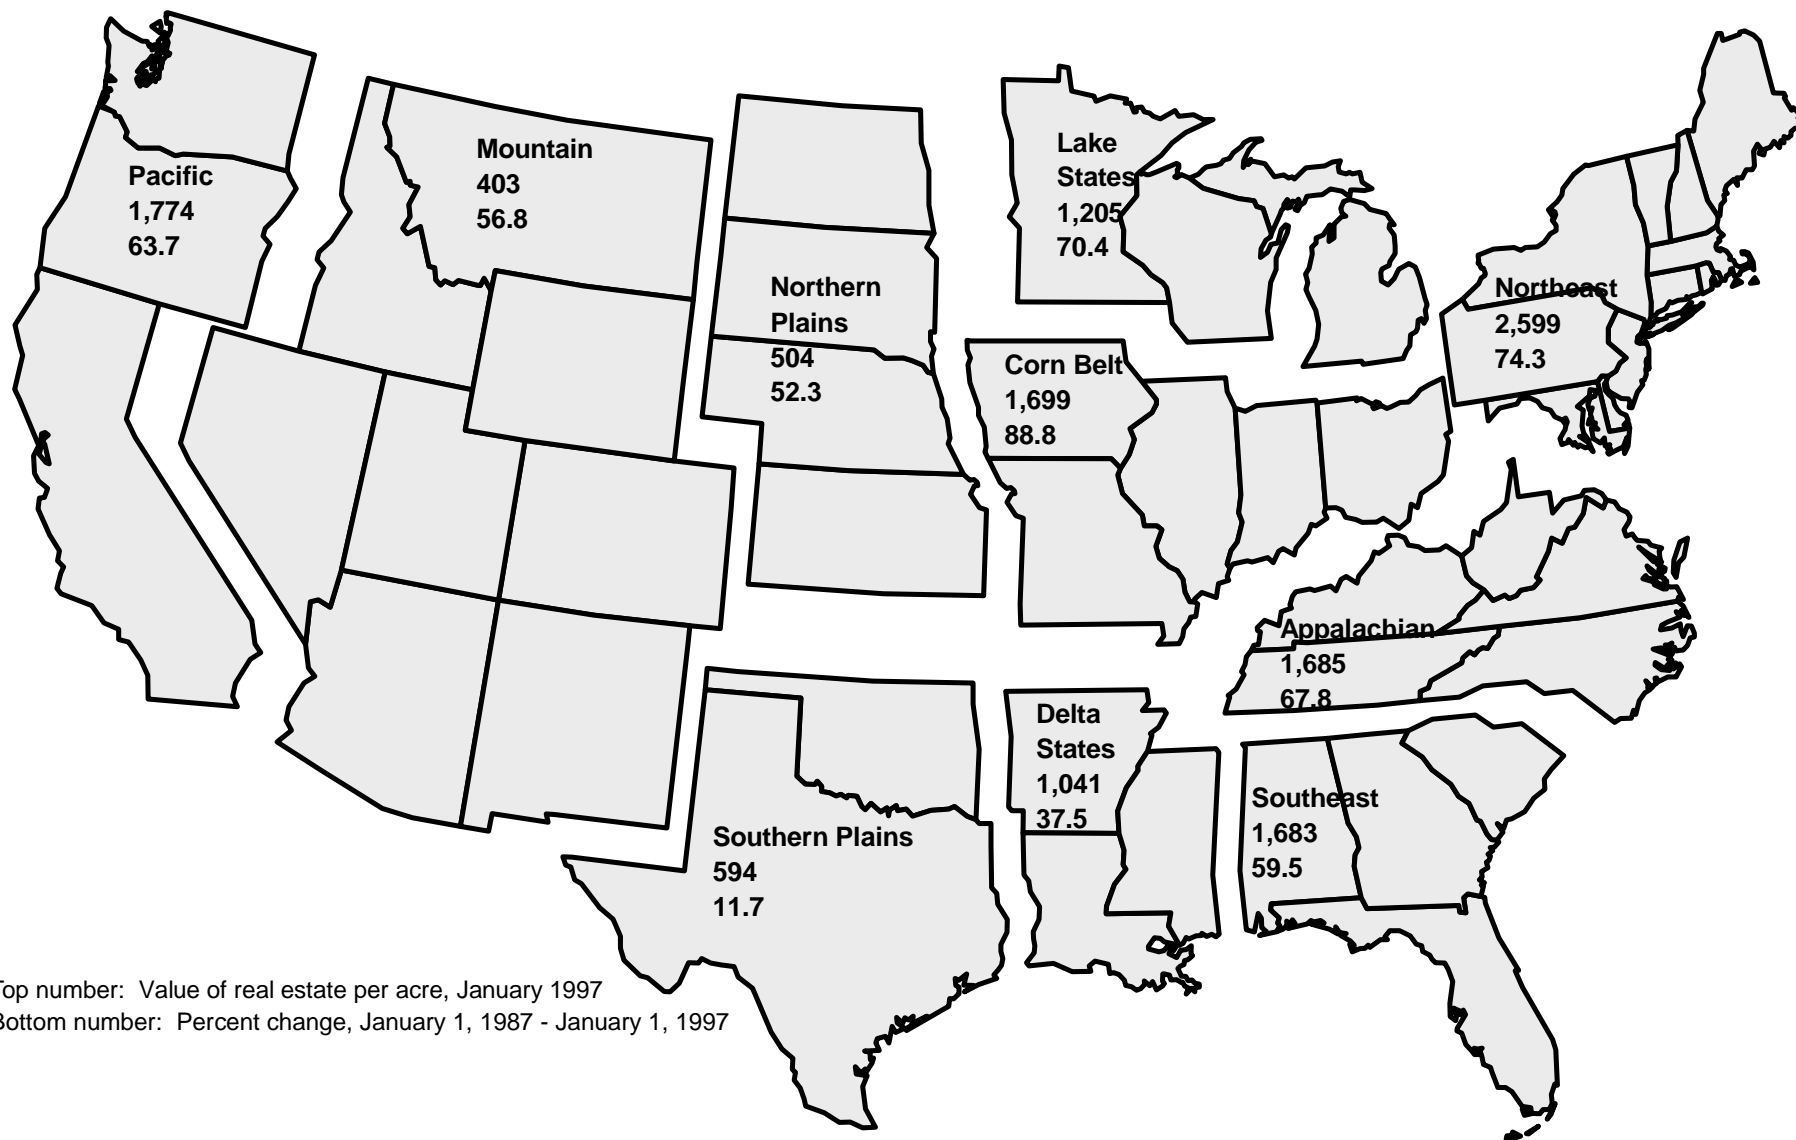 Pacific
1,774
63.7
Mountain
403
56.8
Northern
Plains
504
52.3
Lake
States
1,205
70.4
Corn Belt
1,699
88.8
Northeast
2,599
74.3
Appalachian
1,685
67.8
Delta
States
1,041
37.5
Southeast
1,683
59.5
Southern Plains
594
11.7
Top number: Value of real estate per acre, January 1997
Bottom number: Percent change, January 1, 1987 - January 1, 1997